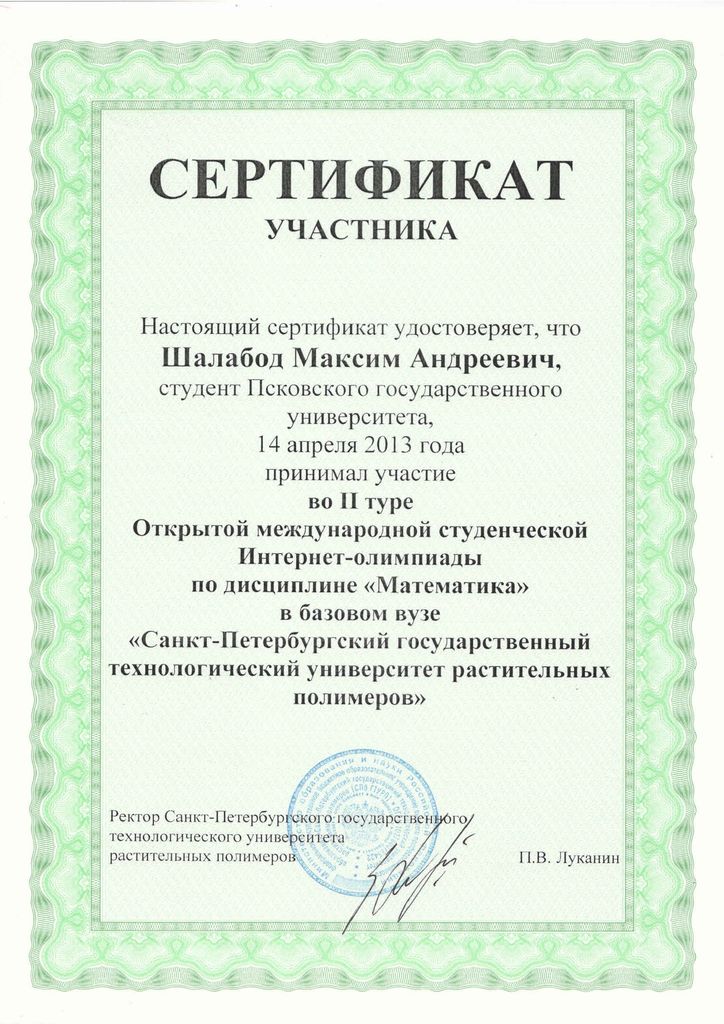 СЕРТИФИКАТ
УЧАСТНИКА
Настоящий сертификат удостоверяет, что
Шалабод Максим Андреевич,
студент Псковского государственного
университета,
14 апреля 2013 года
принимал участие
во II туре
Открытой международной студенческой
Интернет-олимпиады
по дисциплине «Математика»
в базовом вузе
«Санкт-Петербургский государственный
технологический университет растительных
полимеров»
Ректор Санкт-Петербургского государственного
технологического университета
растительных полимеров
П.В. Луканин